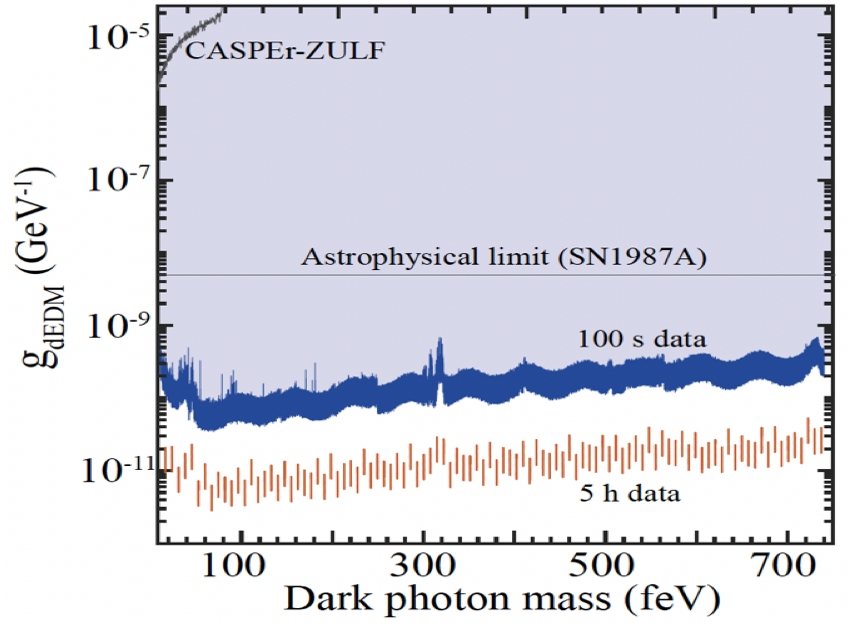 10⁻⁵
CASPEr-ZULF
10⁻⁷
Astrophysical limit (SN1987A)
10⁻⁹
100 s data
10⁻¹¹
5 h data
g_dEDM (GeV⁻¹)
100 300 500 700
Dark photon mass (feV)